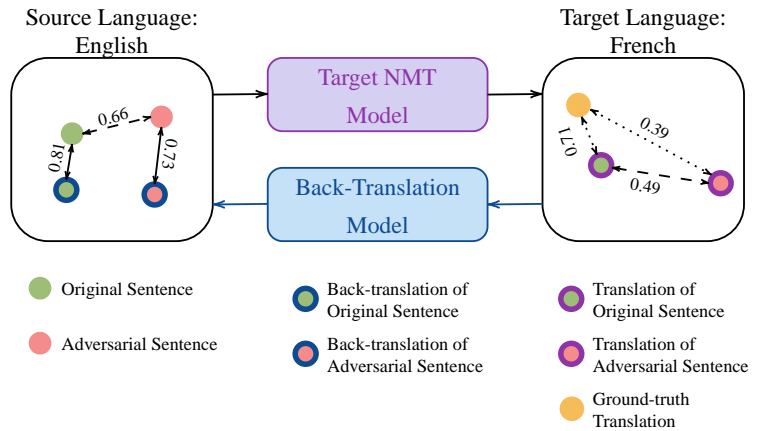 Source Language:
English
Target Language:
French
Target NMT
Model
Back-Translation
Model
0.66
0.81
0.73
0.71
0.39
0.49
Original Sentence
Adversarial Sentence
Back-translation of
Original Sentence
Back-translation of
Adversarial Sentence
Translation of
Original Sentence
Translation of
Adversarial Sentence
Ground-truth
Translation